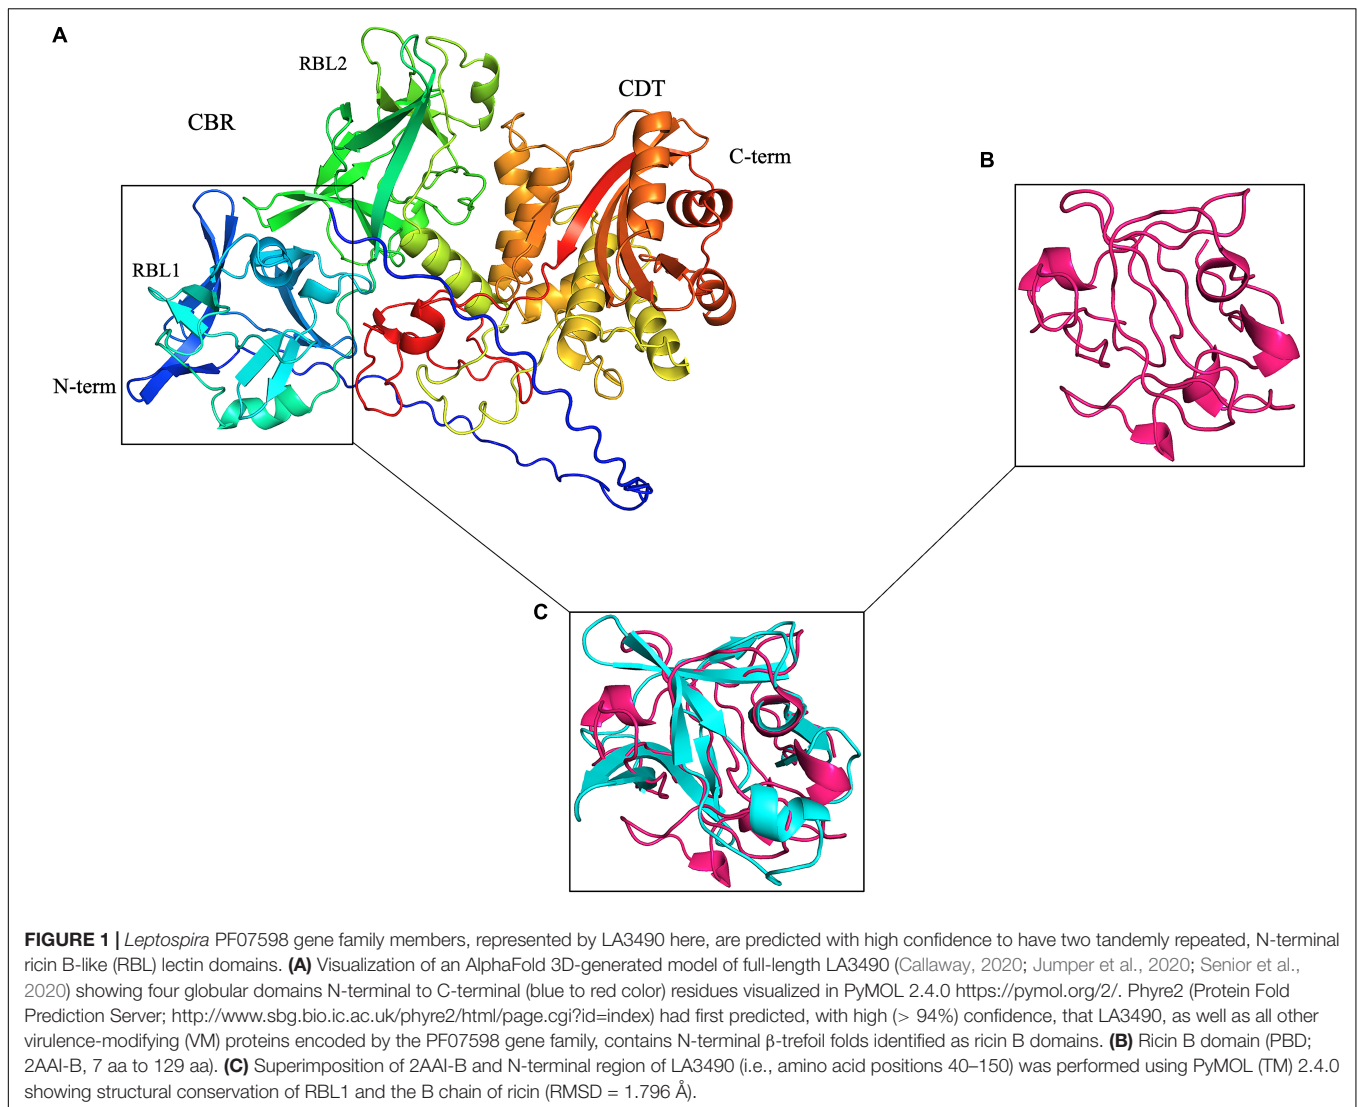 A
RBL2
CDT
CBR
C-term
B
RBL1
N-term
C
FIGURE 1 | Leptospira PF07598 gene family members, represented by LA3490 here, are predicted with high confidence to have two tandemly repeated, N-terminal
ricin B-like (RBL) lectin domains. (A) Visualization of an AlphaFold 3D-generated model of full-length LA3490 (Callaway, 2020; Jumper et al., 2020; Senior et al.,
2020) showing four globular domains N-terminal to C-terminal (blue to red color) residues visualized in PyMOL 2.4.0 https://pymol.org/2/. Phyre2 (Protein Fold
Prediction Server; http://www.sbg.bio.ic.ac.uk/phyre2/html/page.cgi?id=index) had first predicted, with high (> 94%) confidence, that LA3490, as well as all other
virulence-modifying (VM) proteins encoded by the PF07598 gene family, contains N-terminal β-trefoil folds identified as ricin B domains. (B) Ricin B domain (PBD;
2AAI-B, 7 aa to 129 aa). (C) Superimposition of 2AAI-B and N-terminal region of LA3490 (i.e., amino acid positions 40–150) was performed using PyMOL (TM) 2.4.0
showing structural conservation of RBL1 and the B chain of ricin (RMSD = 1.796 Å).